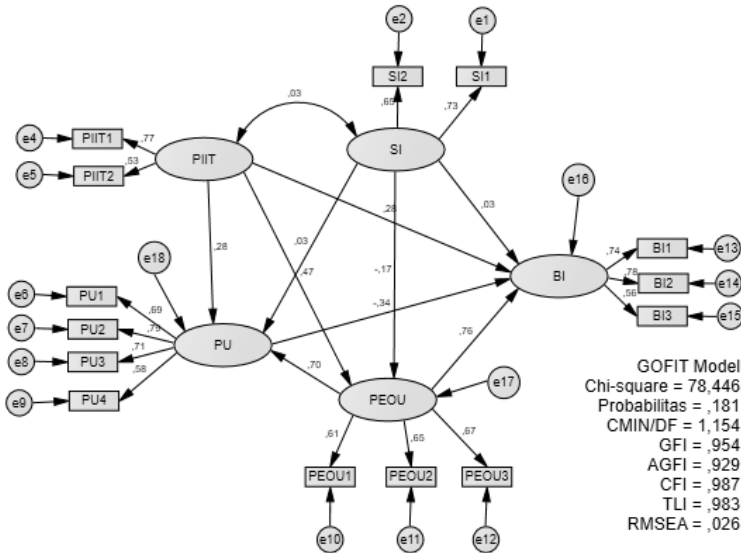 e2
e1
SI2
SI1
,65
,73
,03
e4
PIIT1
,77
PIIT
SI
e5
PIIT2
,53
e16
,28
,03
,28
,03
,47
-,17
,74
BI1
e13
BI
,78
BI2
e14
,56
BI3
e15
e18
e6
PU1
,69
-,34
e7
PU2
,79
,76
PU
e8
PU3
,71
,70
e9
PU4
,58
e17
PEOU
,61
,65
,67
PEOU1
PEOU2
PEOU3
e10
e11
e12
GOFIT Model
Chi-square = 78,446
Probabilitas = ,181
CMIN/DF = 1,154
GFI = ,954
AGFI = ,929
CFI = ,987
TLI = ,983
RMSEA = ,026